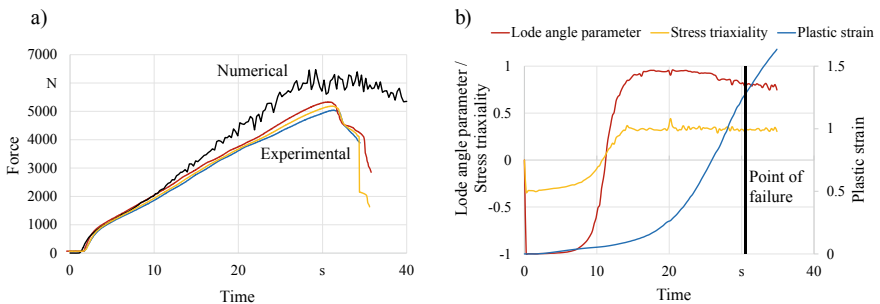 a)
7000
N
6000
5000
4000
3000
2000
1000
0
Force
Numerical
Experimental
0 10 20 s 40
Time
b)
Lode angle parameter Stress triaxiality Plastic strain
Lode angle parameter /
Stress triaxiality
1
0.5
0
-0.5
-1
1.5
1
0.5
0
Plastic strain
Point of
failure
0 10 20 s 40
Time